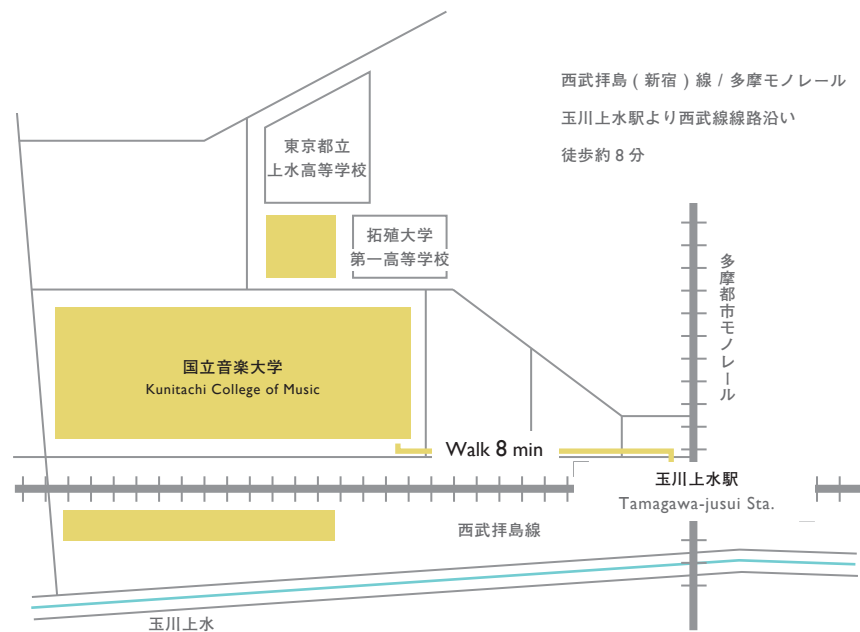 西武拝島 ( 新宿 ) 線 / 多摩モノレール
玉川上水駅より西武線線路沿い
徒歩約 8 分
東京都立
上水高等学校
拓殖大学
第一高等学校
多摩都市モノレール
国立音楽大学
Kunitachi College of Music
Walk 8 min
玉川上水駅
Tamagawa-jusui Sta.
西武拝島線
玉川上水